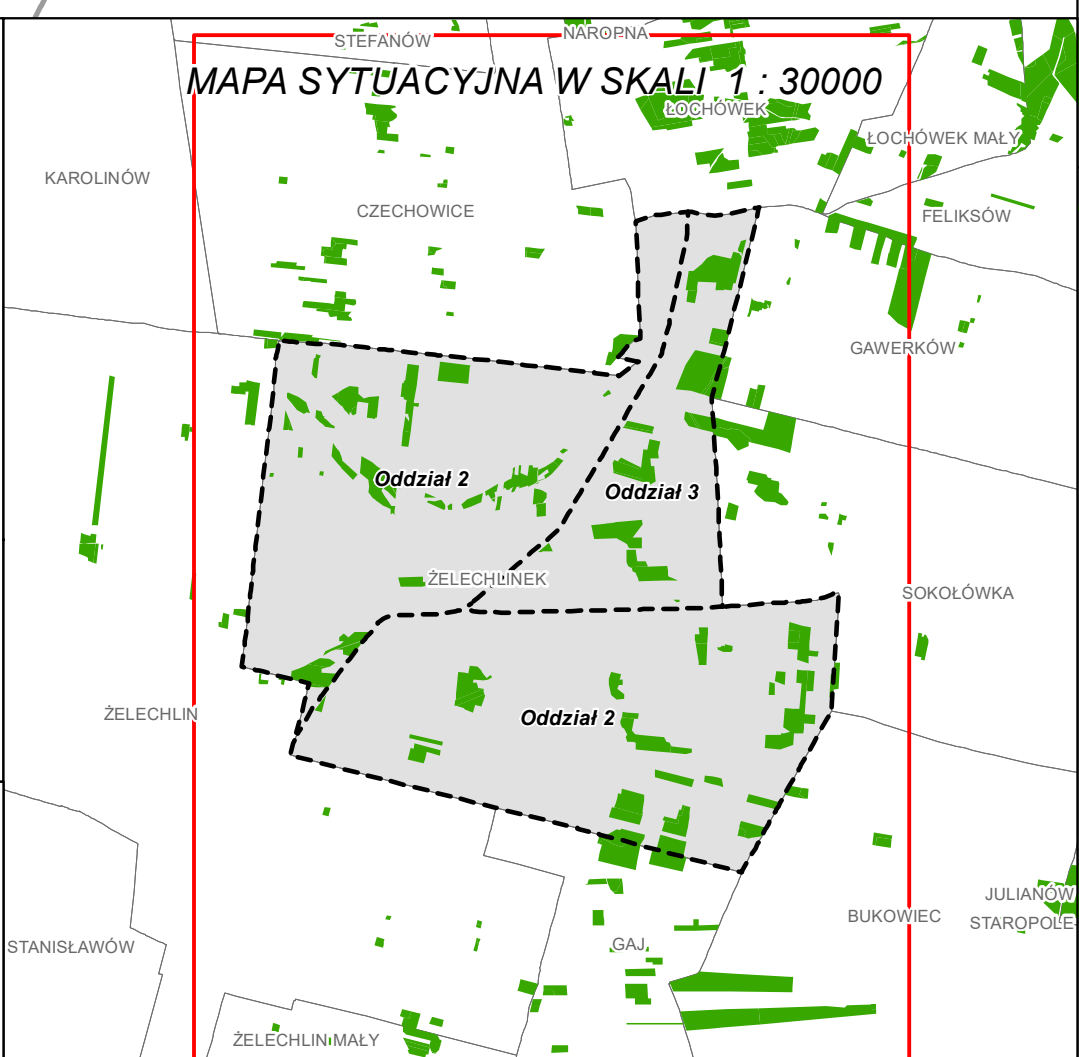 STEFANÓW
NAROPNA
MAPA SYTUACYJNA W SKALI 1 : 30000
ŁOCHÓWEK
ŁOCHÓWEK MAŁY
KAROLINÓW
CZECHOWICE
FELIKSÓW
GAWERKÓW
Oddział 2
Oddział 3
ŻELECHLINEK
SOKOŁÓWKA
ŻELECHLIN
Oddział 2
JULIANÓW
STAROPOLE
BUKOWIEC
GAJ
STANISŁAWÓW
ŻELECHLIN MAŁY